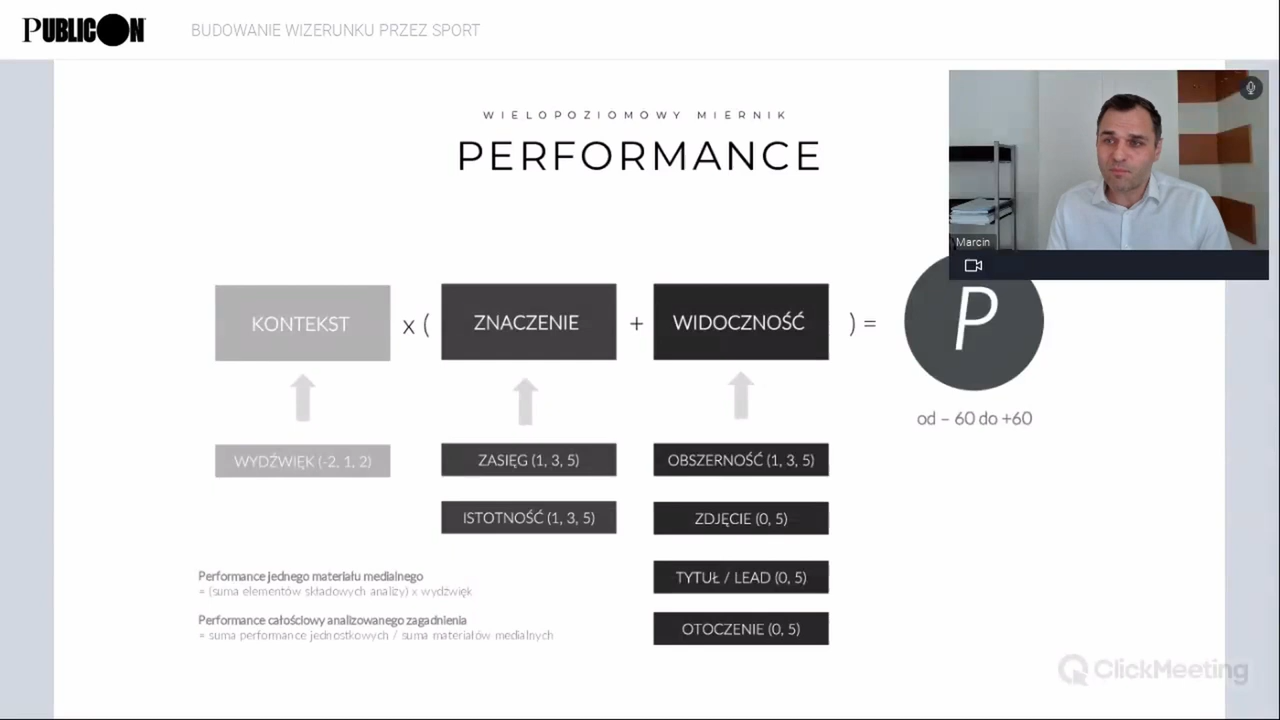 PUBLICON
BUDOWANIE WIZERUNKU PRZEZ SPORT
WIELOPOZIOMOWY MIERNIK
PERFORMANCE
Marcin
KONTEKST x ( ZNACZENIE + WIDOCZNOŚĆ ) = P
od – 60 do +60
WYDŹWIĘK (-2, 1, 2)
ZASIĘG (1, 3, 5)
OBSZERNOŚĆ (1, 3, 5)
ISTOTNOŚĆ (1, 3, 5)
ZDJĘCIE (0, 5)
TYTUŁ / LEAD (0, 5)
OTOCZENIE (0, 5)
Performance jednego materiału medialnego
= (suma elementów składowych analizy) x wydźwięk
Performance całościowy analizowanego zagadnienia
= suma performance jednostkowych / suma materiałów medialnych
ClickMeeting